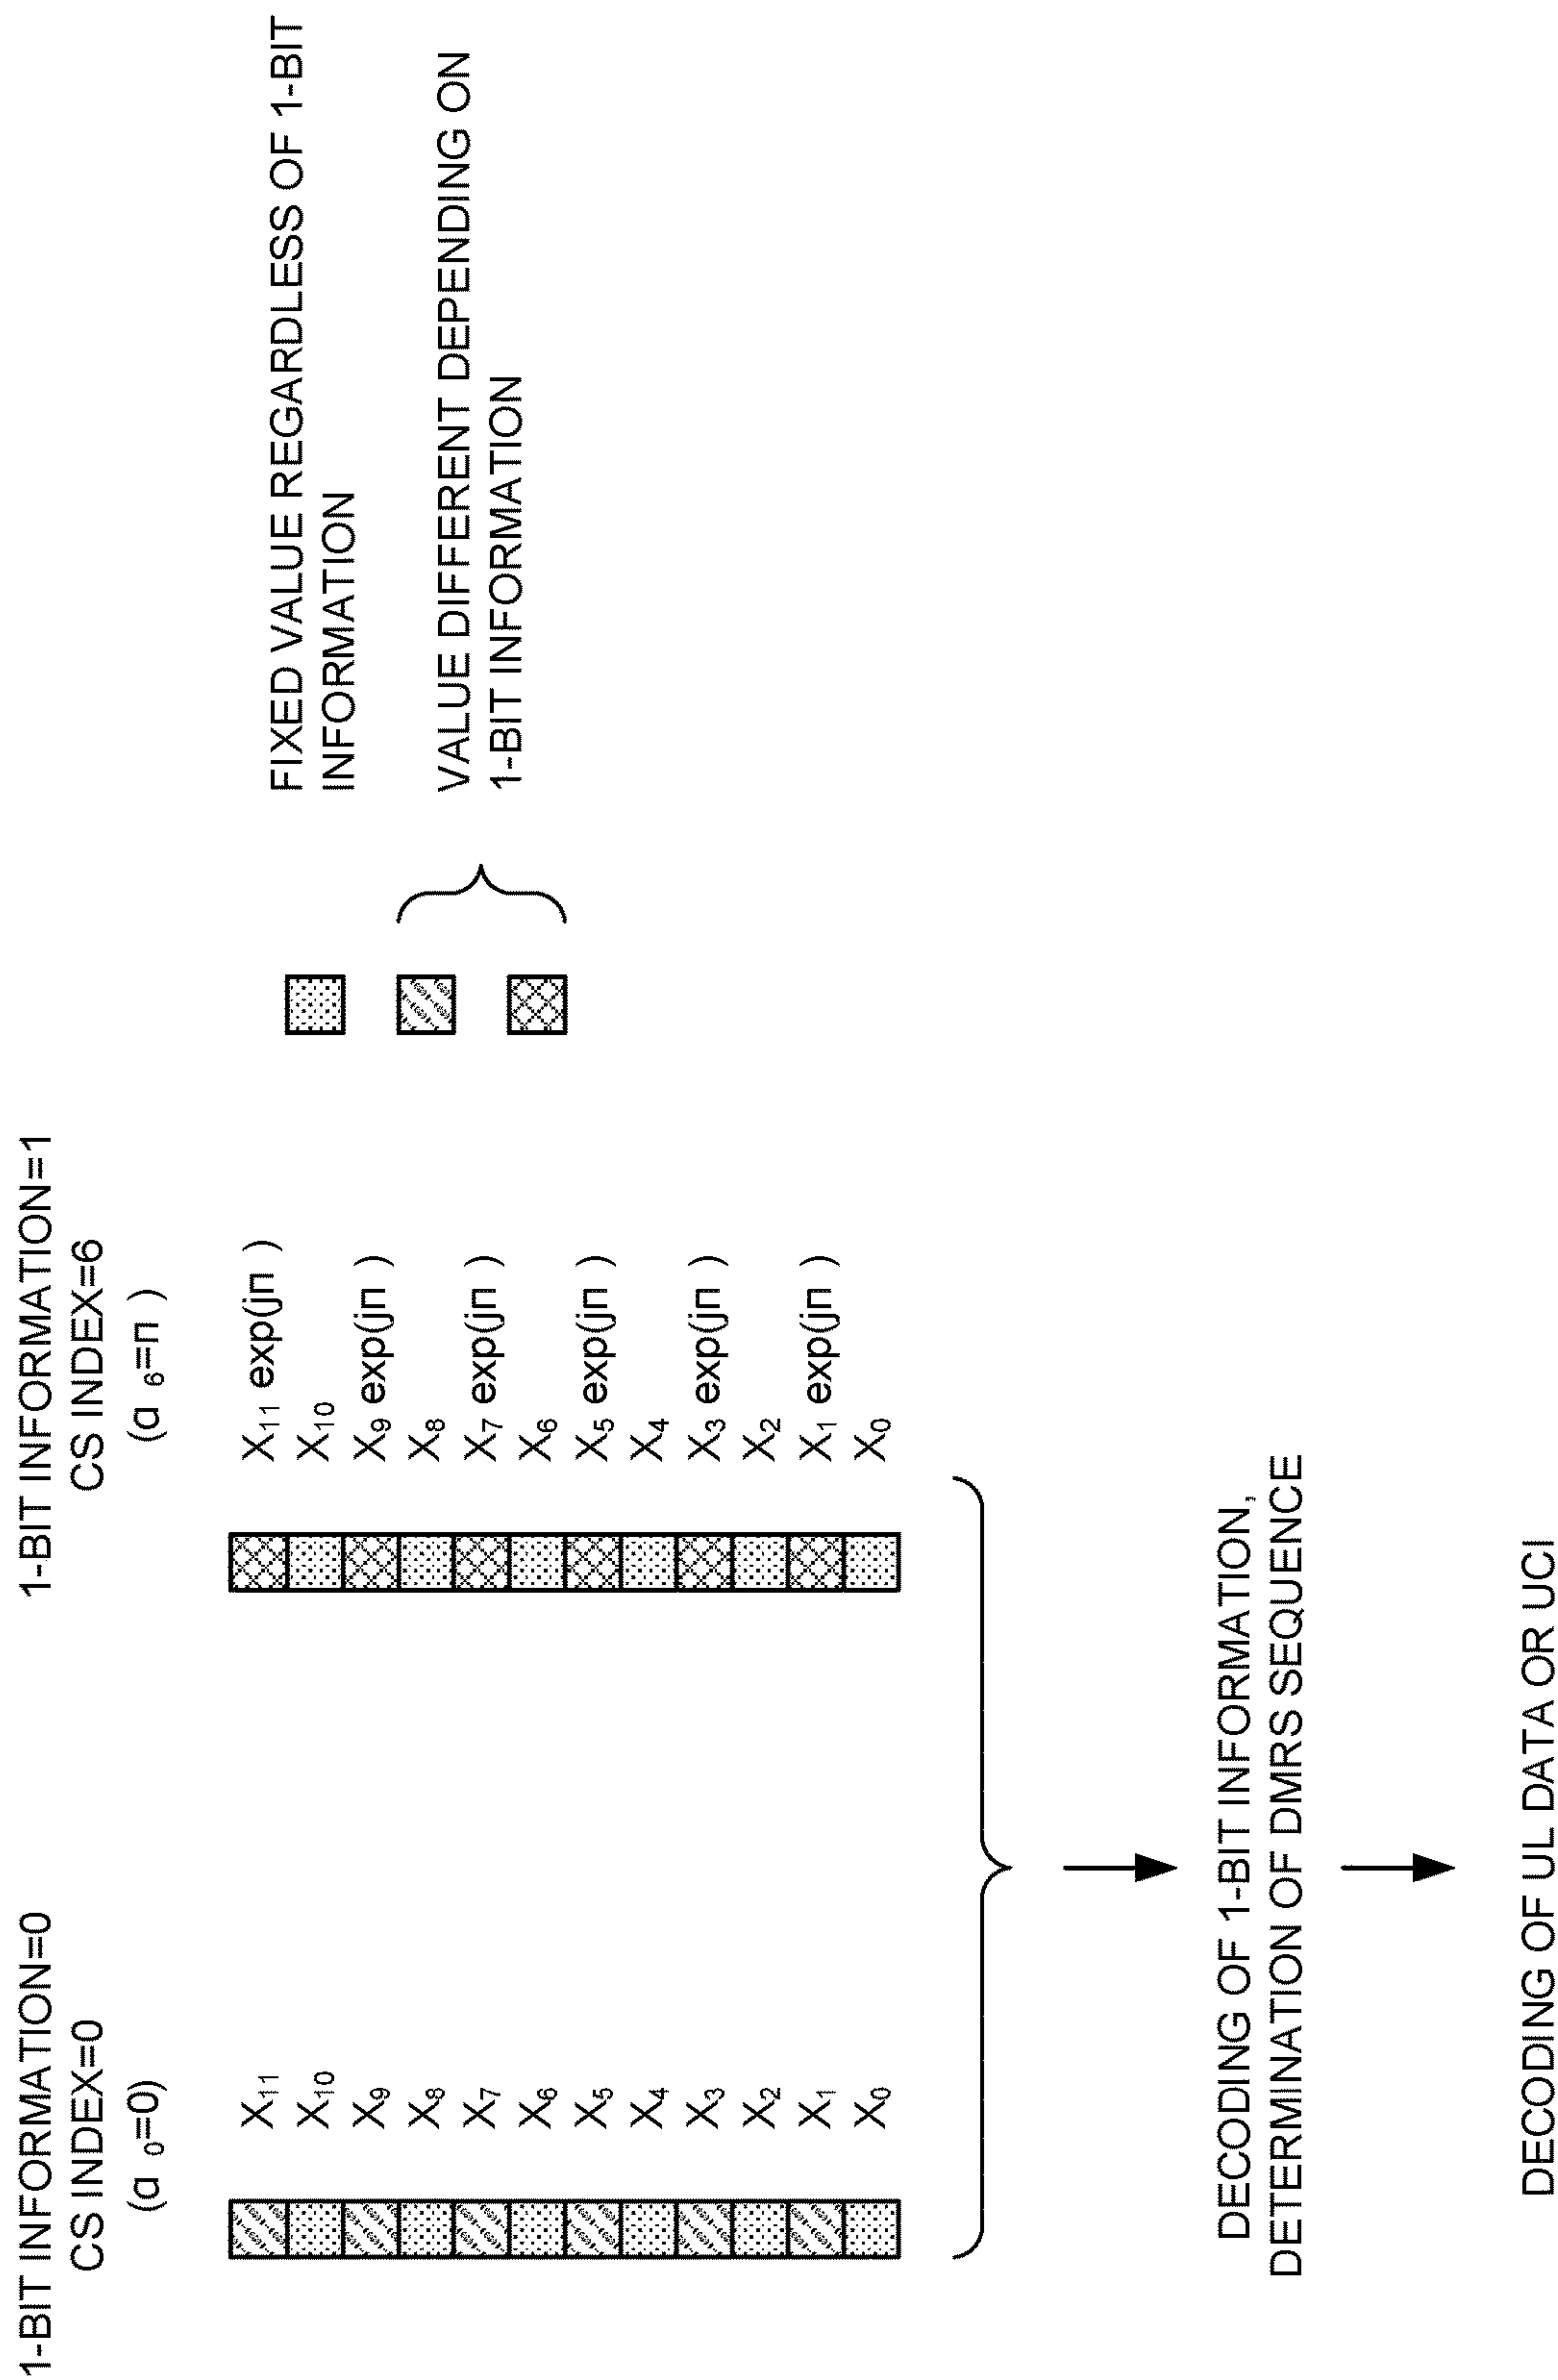 1-BIT INFORMATION=0
CS INDEX=0
(α ₀=0)
X₁₁
X₁₀
X₉
X₈
X₇
X₆
X₅
X₄
X₃
X₂
X₁
X₀
1-BIT INFORMATION=1
CS INDEX=6
(α ₆=π )
X₁₁ exp(jπ )
X₁₀
X₉ exp(jπ )
X₈
X₇ exp(jπ )
X₆
X₅ exp(jπ )
X₄
X₃ exp(jπ )
X₂
X₁ exp(jπ )
X₀
FIXED VALUE REGARDLESS OF 1-BIT
INFORMATION
VALUE DIFFERENT DEPENDING ON
1-BIT INFORMATION
DECODING OF 1-BIT INFORMATION,
DETERMINATION OF DMRS SEQUENCE
DECODING OF UL DATA OR UCI